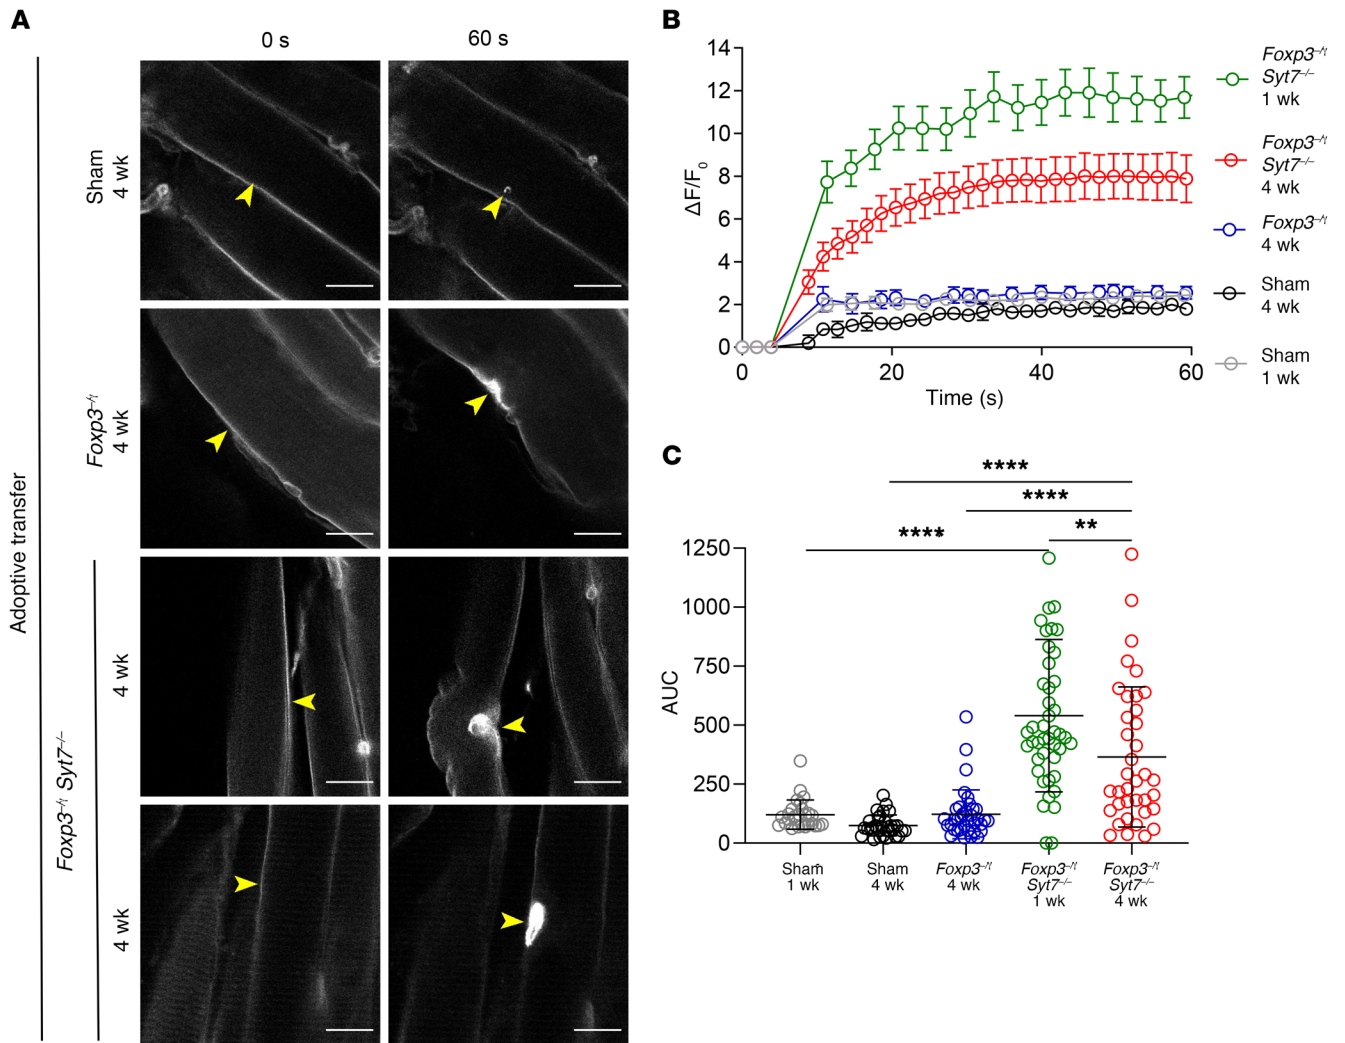 A
0 s
60 s
Adoptive transfer
Sham
4 wk
Foxp3–/t
4 wk
Foxp3–/t Syt7–/–
4 wk
4 wk
B
ΔF/F0
14
12
10
8
6
4
2
0
0
20
40
60
Time (s)
Foxp3–/t
Syt7–/–
1 wk
Foxp3–/t
Syt7–/–
4 wk
Foxp3–/t
4 wk
Sham
4 wk
Sham
1 wk
C
****
****
**
****
AUC
1250
1000
750
500
250
0
Sham
1 wk
Sham
4 wk
Foxp3–/t
4 wk
Foxp3–/t
Syt7–/–
1 wk
Foxp3–/t
Syt7–/–
4 wk